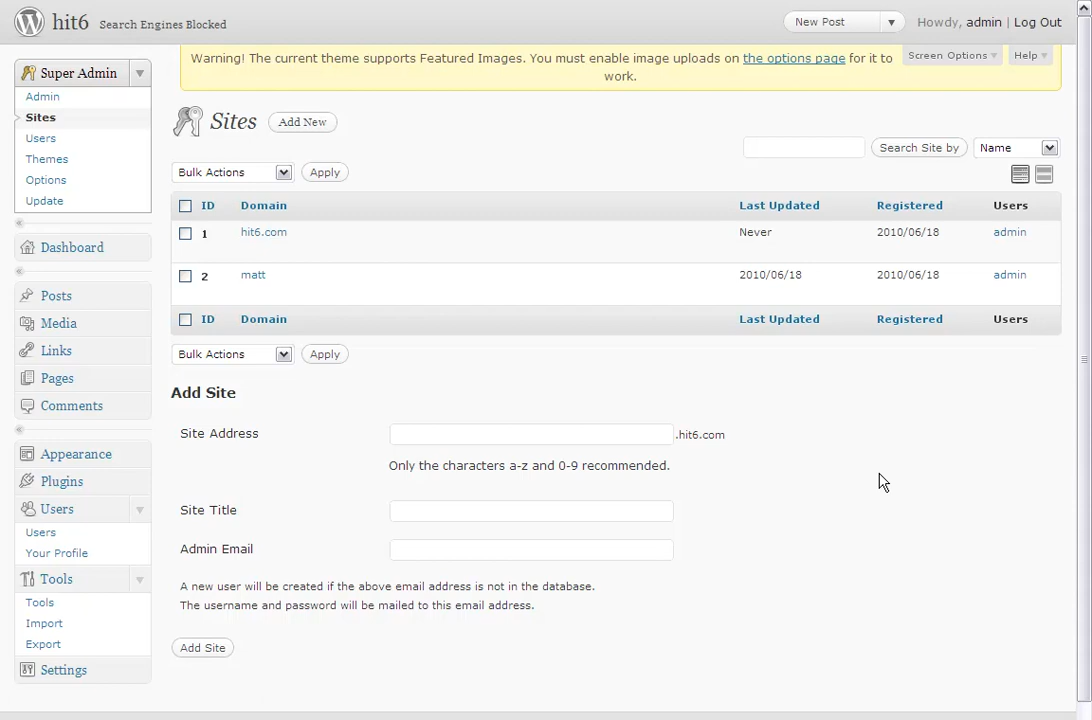 hit6 Search Engines Blocked
New Post
Howdy, admin | Log Out
Warning! The current theme supports Featured Images. You must enable image uploads on the options page for it to
work.
Screen Options
Help
Super Admin
Admin
Sites
Users
Themes
Options
Update
Dashboard
Posts
Media
Links
Pages
Comments
Appearance
Plugins
Users
Users
Your Profile
Tools
Tools
Import
Export
Settings
Sites Add New
Search Site by Name
Bulk Actions Apply
ID Domain Last Updated Registered Users
1 hit6.com Never 2010/06/18 admin
2 matt 2010/06/18 2010/06/18 admin
ID Domain Last Updated Registered Users
Bulk Actions Apply
Add Site
Site Address .hit6.com
Only the characters a-z and 0-9 recommended.
Site Title
Admin Email
A new user will be created if the above email address is not in the database.
The username and password will be mailed to this email address.
Add Site